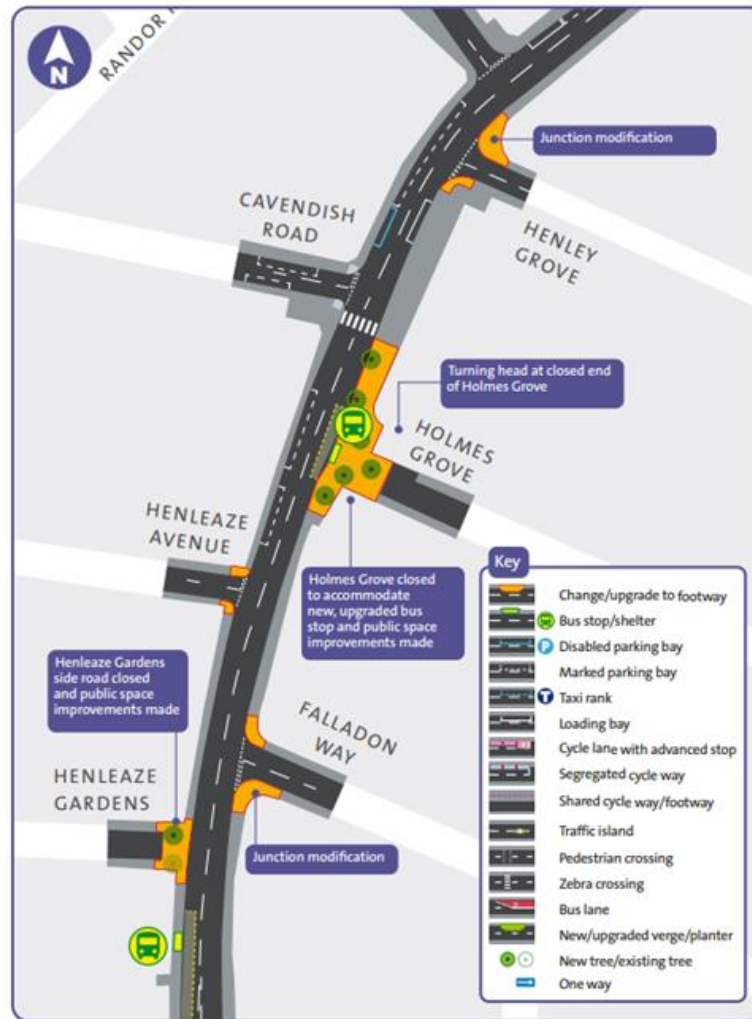 N
RANDOR
Junction modification
CAVENDISH
ROAD
HENLEY
GROVE
Turning head at closed end
of Holmes Grove
HOLMES
GROVE
HENLEAZE
AVENUE
Holmes Grove closed
to accommodate
new, upgraded bus
stop and public space
improvements made
Henleaze Gardens
side road closed
and public space
improvements made
FALLADON
WAY
HENLEAZE
GARDENS
Junction modification
Key
Change/upgrade to footway
Bus stop/shelter
P Disabled parking bay
Marked parking bay
T Taxi rank
Loading bay
Cycle lane with advanced stop
Segregated cycle way
Shared cycle way/footway
Traffic island
Pedestrian crossing
Zebra crossing
Bus lane
New/upgraded verge/planter
New tree/existing tree
One way